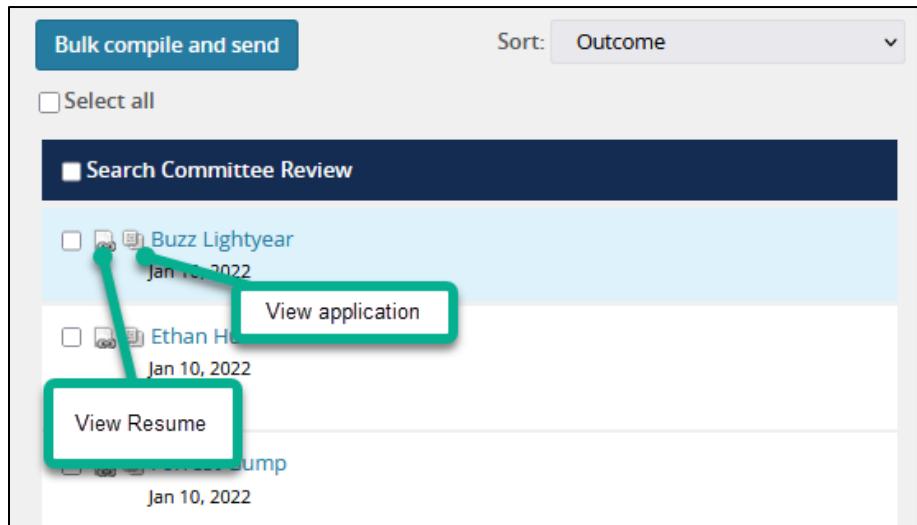 Bulk compile and send
Sort: Outcome
Select all
Search Committee Review
Buzz Lightyear
Jan 10, 2022
View application
Ethan
Jan 10, 2022
View Resume
Jan 10, 2022